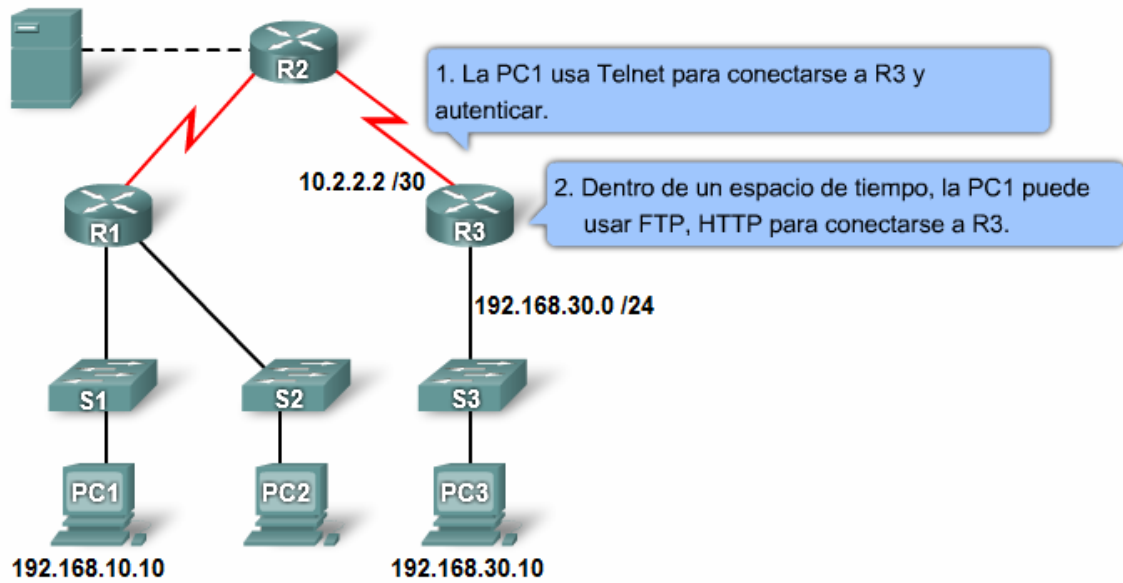 R2
1. La PC1 usa Telnet para conectarse a R3 y
autenticar.
10.2.2.2 /30
2. Dentro de un espacio de tiempo, la PC1 puede
usar FTP, HTTP para conectarse a R3.
R1
R3
192.168.30.0 /24
S1
S2
S3
PC1
PC2
PC3
192.168.10.10
192.168.30.10